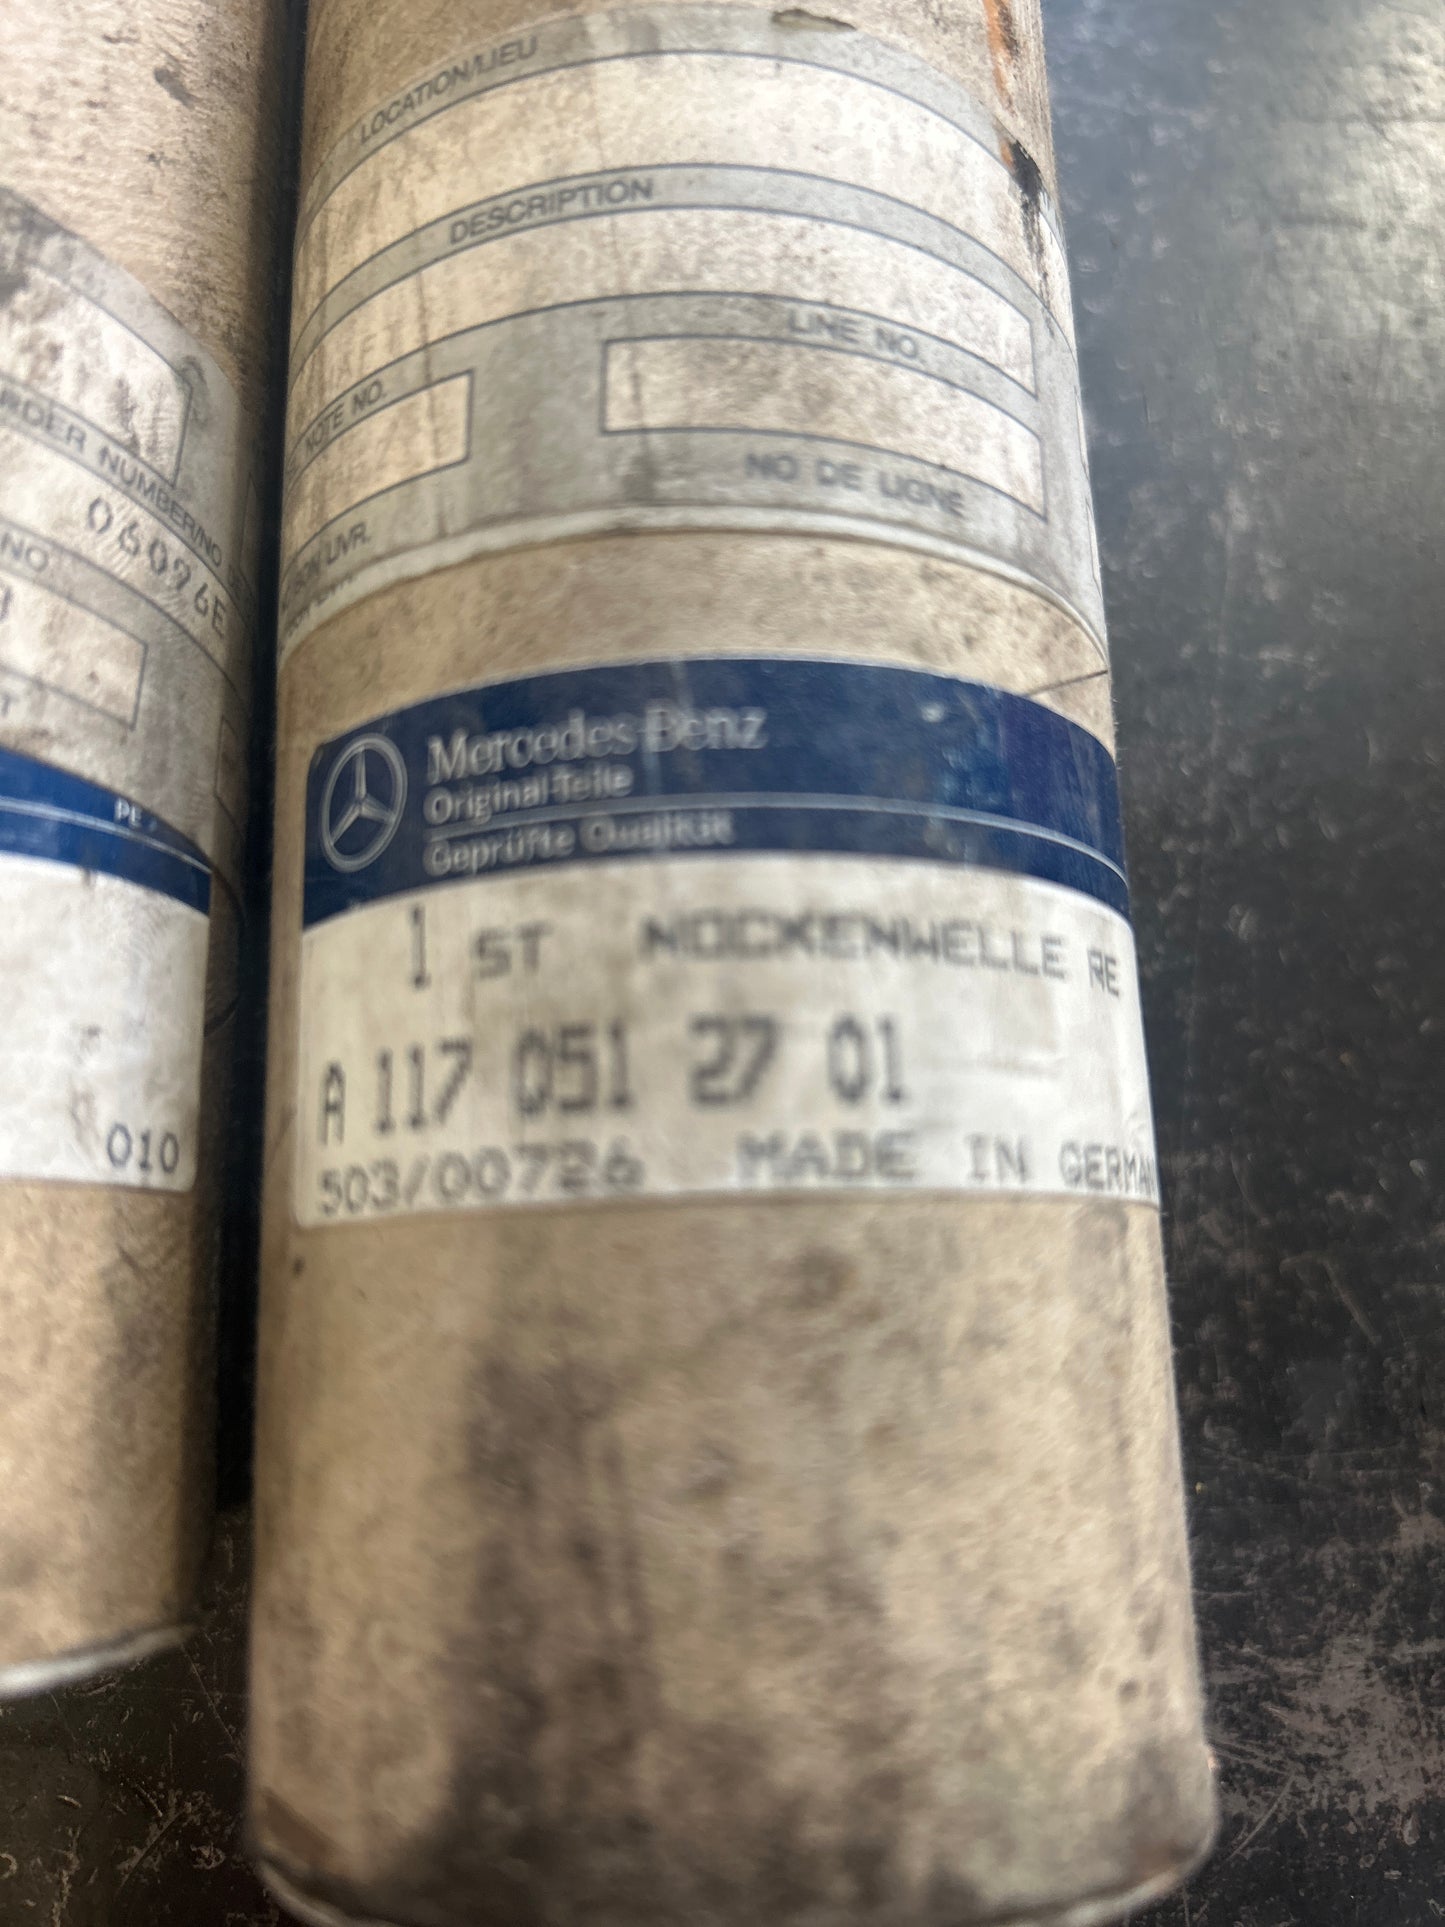 LOCATION/LIEU
DESCRIPTION
LINE NO.
NOTE NO.
NO DE LIGNE
LIVR.
ORDER NUMBER/NO
06096E
NO
Mercedes-Benz
Original-Teile
Geprüfte Qualität
1 ST NOCKENWELLE RE
A 117 051 27 01
503/00726 MADE IN GERMAN
010